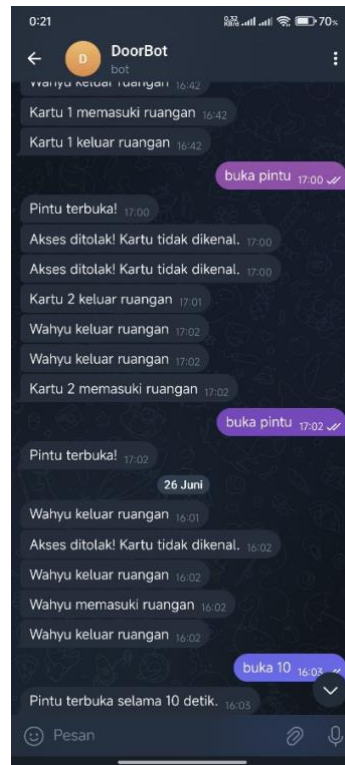 0:21
70%
D
DoorBot
bot
Wahyu keluar ruangan 16:42
Kartu 1 memasuki ruangan 16:42
Kartu 1 keluar ruangan 16:42
buka pintu 17:00
Pintu terbuka! 17:00
Akses ditolak! Kartu tidak dikenal. 17:00
Akses ditolak! Kartu tidak dikenal. 17:00
Kartu 2 keluar ruangan 17:01
Wahyu keluar ruangan 17:02
Wahyu keluar ruangan 17:02
Kartu 2 memasuki ruangan 17:02
buka pintu 17:02
Pintu terbuka! 17:02
26 Juni
Wahyu keluar ruangan 16:01
Akses ditolak! Kartu tidak dikenal. 16:02
Wahyu keluar ruangan 16:02
Wahyu memasuki ruangan 16:02
Wahyu keluar ruangan 16:02
buka 10 16:03
Pintu terbuka selama 10 detik. 16:03
Pesan